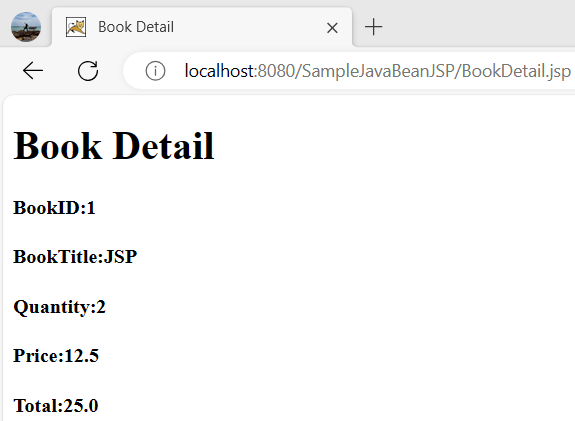 Book Detail
localhost:8080/SampleJavaBeanJSP/BookDetail.jsp
Book Detail
BookID:1
BookTitle:JSP
Quantity:2
Price:12.5
Total:25.0